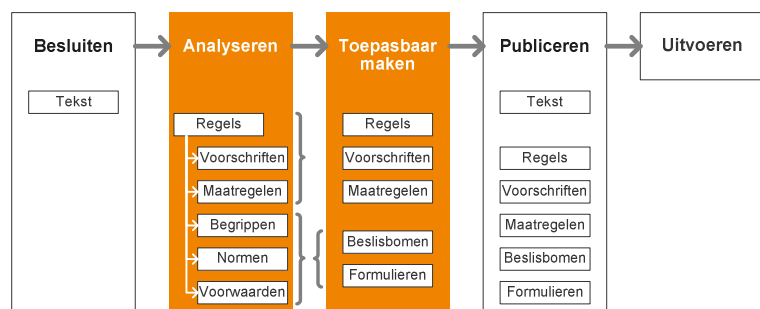 Besluiten
Tekst
Analyseren
Regels
Voorschriften
Maatregelen
Begrippen
Normen
Voorwaarden
Toepasbaar
maken
Regels
Voorschriften
Maatregelen
Beslisbomen
Formulieren
Publiceren
Tekst
Regels
Voorschriften
Maatregelen
Beslisbomen
Formulieren
Uitvoeren